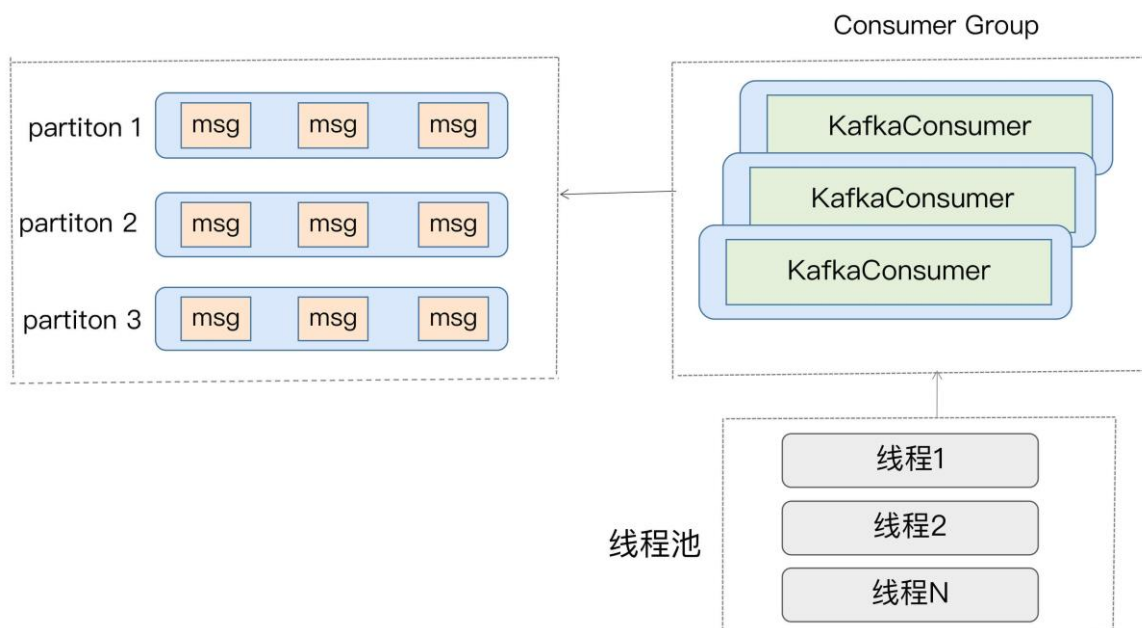 Consumer Group
partiton 1
msg msg msg
partiton 2
msg msg msg
partiton 3
msg msg msg
KafkaConsumer
KafkaConsumer
KafkaConsumer
线程池
线程1
线程2
线程N